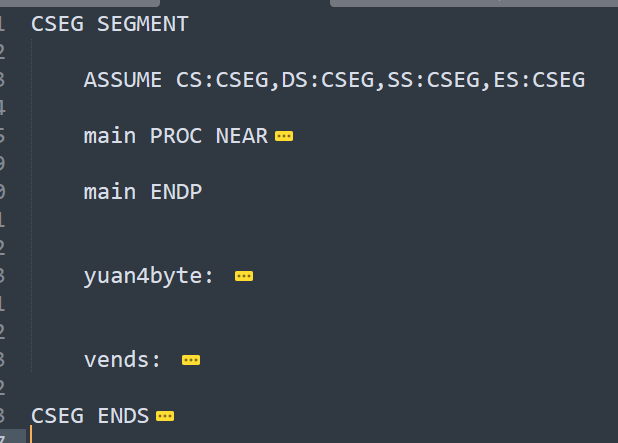 CSEG SEGMENT
ASSUME CS:CSEG,DS:CSEG,SS:CSEG,ES:CSEG
main PROC NEAR
main ENDP
yuan4byte:
vends:
CSEG ENDS